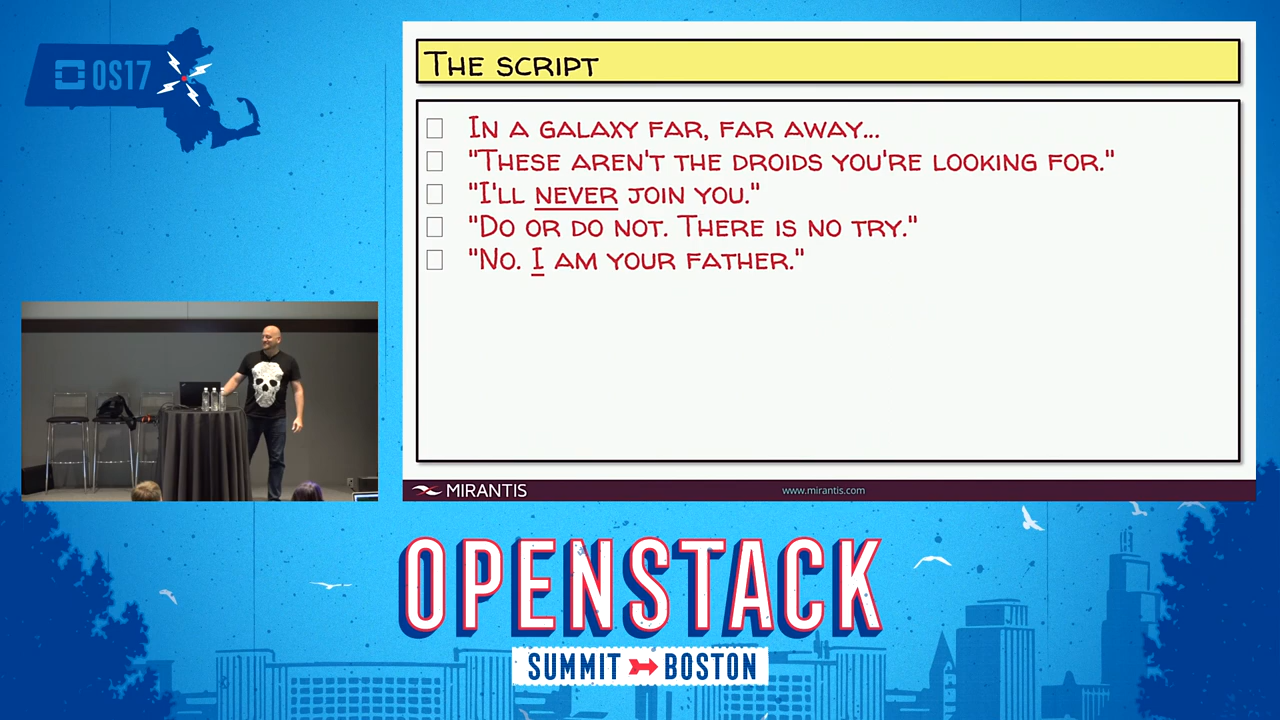 OS17
THE SCRIPT
IN A GALAXY FAR, FAR AWAY...
"THESE AREN'T THE DROIDS YOU'RE LOOKING FOR."
"I'LL NEVER JOIN YOU."
"DO OR DO NOT. THERE IS NO TRY."
"NO. I AM YOUR FATHER."
MIRANTIS
www.mirantis.com
OPENSTACK
SUMMIT BOSTON